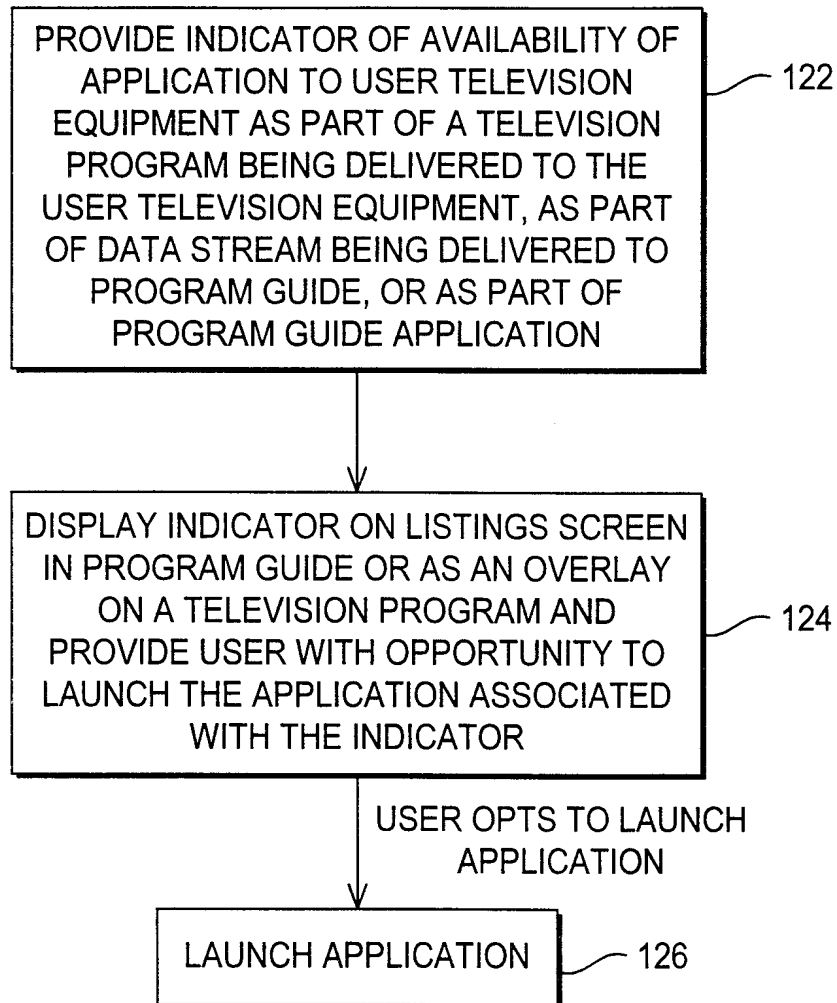 PROVIDE INDICATOR OF AVAILABILITY OF
APPLICATION TO USER TELEVISION
EQUIPMENT AS PART OF A TELEVISION
PROGRAM BEING DELIVERED TO THE
USER TELEVISION EQUIPMENT, AS PART
OF DATA STREAM BEING DELIVERED TO
PROGRAM GUIDE, OR AS PART OF
PROGRAM GUIDE APPLICATION
122
DISPLAY INDICATOR ON LISTINGS SCREEN
IN PROGRAM GUIDE OR AS AN OVERLAY
ON A TELEVISION PROGRAM AND
PROVIDE USER WITH OPPORTUNITY TO
LAUNCH THE APPLICATION ASSOCIATED
WITH THE INDICATOR
124
USER OPTS TO LAUNCH
APPLICATION
LAUNCH APPLICATION
126